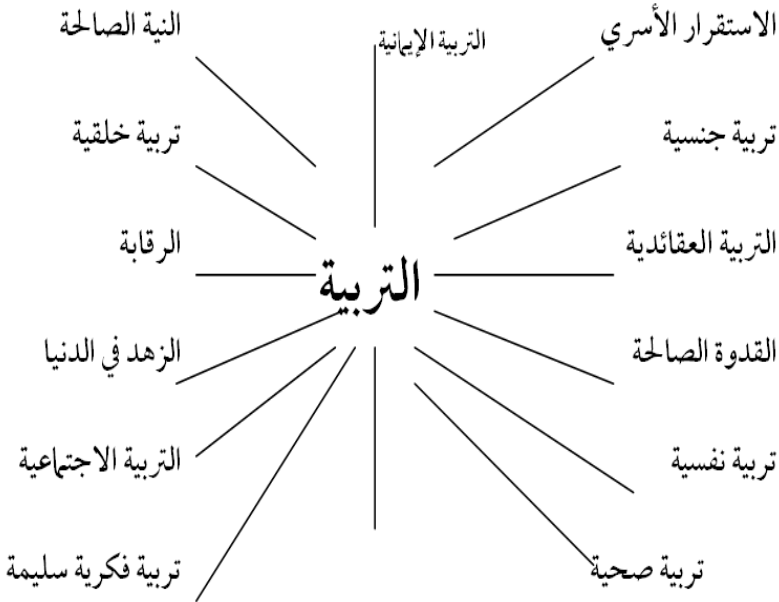 الاستقرار الأسري
التربية الإيمانية
النية الصالحة
تربية جنسية
تربية خلقية
التربية العقائدية
الرقابة
التربية
القدوة الصالحة
الزهد في الدنيا
تربية نفسية
التربية الاجتماعية
تربية صحية
تربية فكرية سليمة